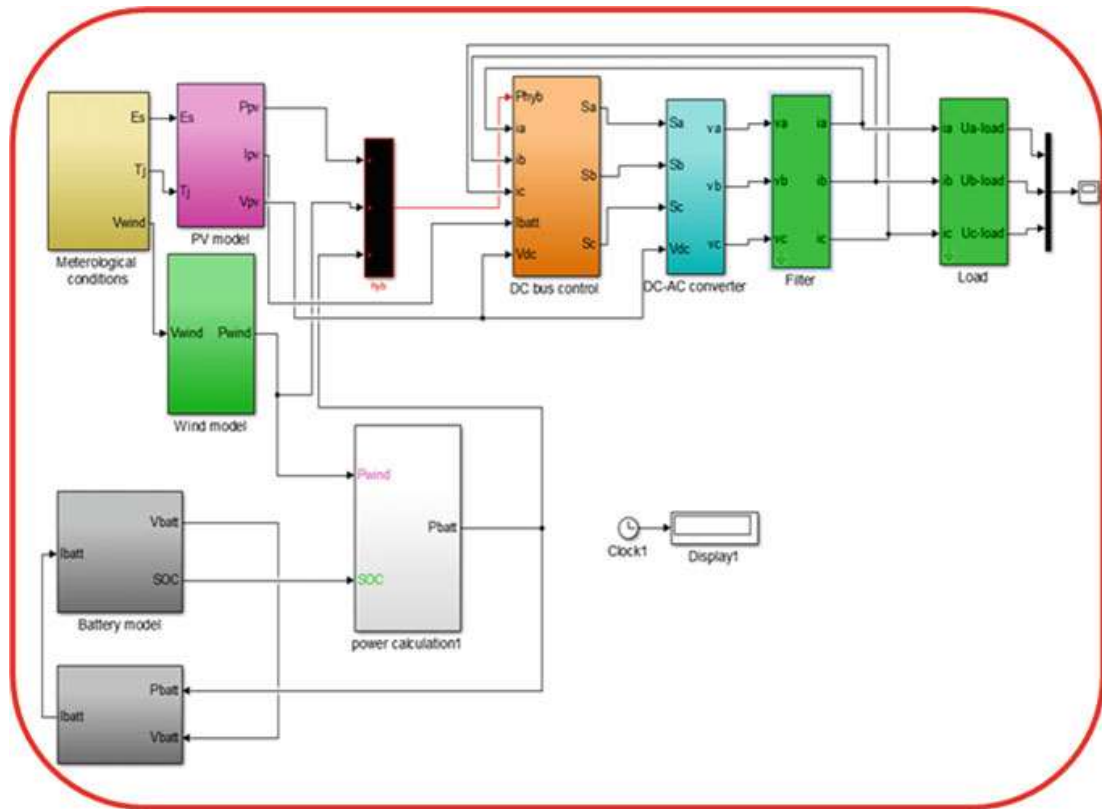 Es
Tj
Vwind
Meterological
conditions
Es
Tj
Ppv
Ipv
Vpv
PV model
Vwind
Pwind
Wind model
hyb
Phyb
ia
ib
ic
Ibatt
Vdc
Sa
Sb
Sc
DC bus control
Sa
Sb
Sc
Vdc
va
vb
vc
DC-AC converter
va
vb
vc
ia
ib
ic
Filter
ia
ib
ic
Ua-load
Ub-load
Uc-load
Load
Pwind
SOC
Pbatt
power calculation1
Ibatt
Vbatt
SOC
Battery model
Ibatt
Pbatt
Vbatt
Clock1
Display1